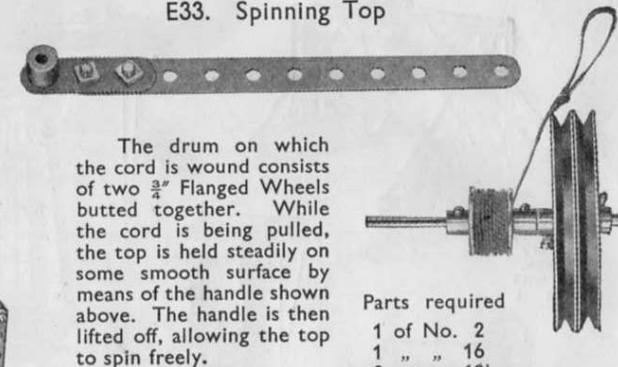 E33. Spinning Top
The drum on which
the cord is wound consists
of two ¾″ Flanged Wheels
butted together. While
the cord is being pulled,
the top is held steadily on
some smooth surface by
means of the handle shown
above. The handle is then
lifted off, allowing the top
to spin freely.
Parts required
1 of No. 2
1 „ „ 16